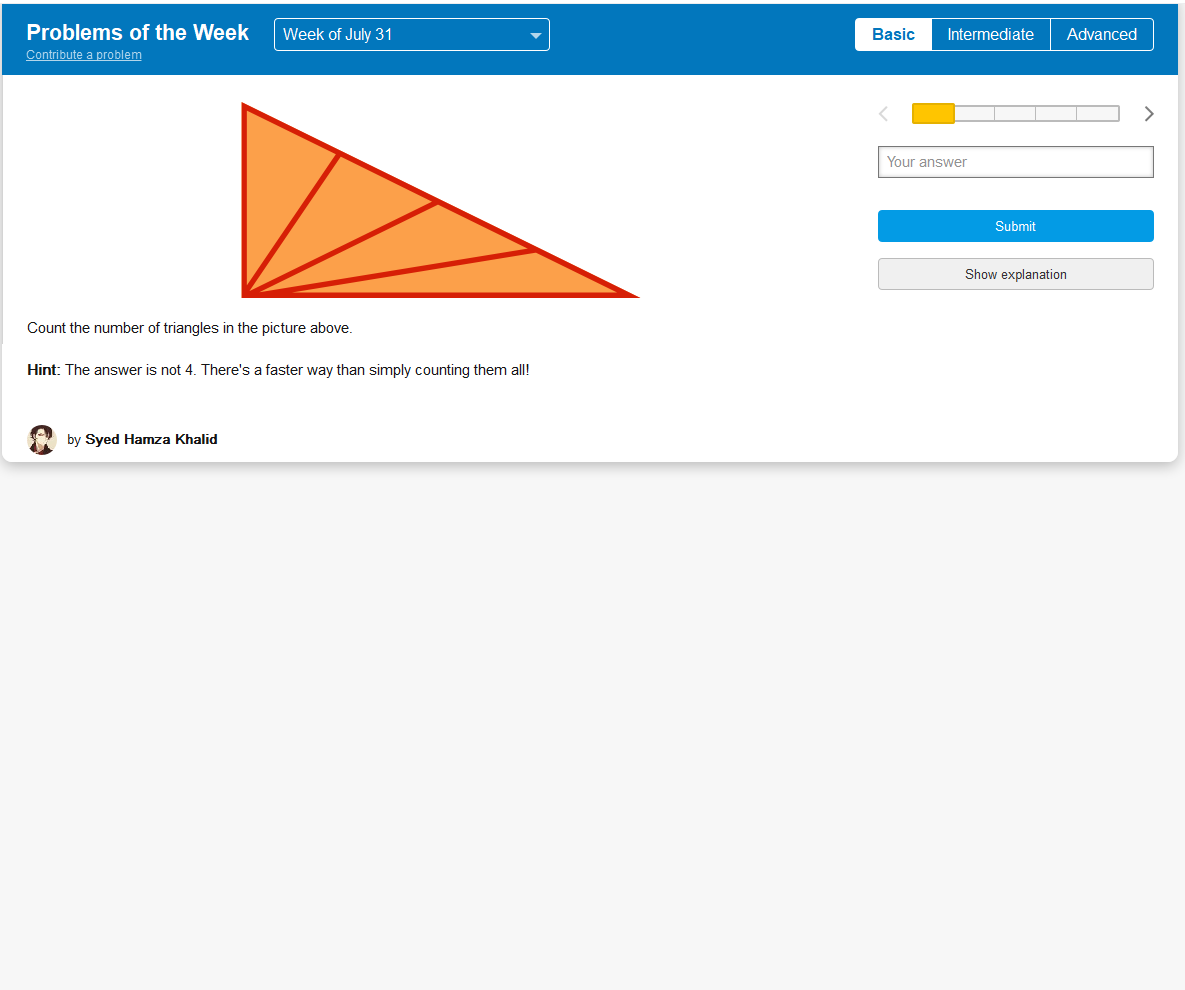 Problems of the Week
Contribute a problem
Week of July 31
Basic
Intermediate
Advanced
Your answer
Submit
Show explanation
Count the number of triangles in the picture above.
Hint: The answer is not 4. There's a faster way than simply counting them all!
by Syed Hamza Khalid